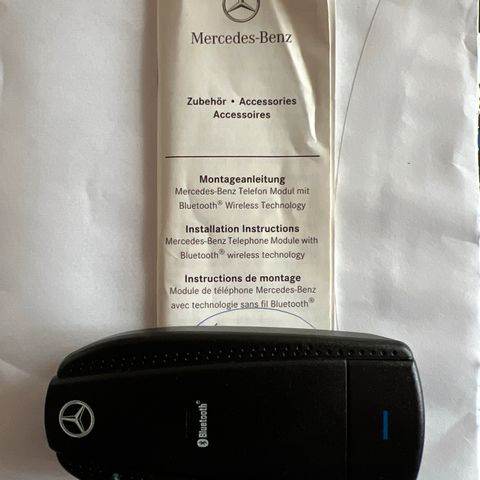 Mercedes-Benz
Zubehör • Accessories
Accessoires
Montageanleitung
Mercedes-Benz Telefon Modul mit
Bluetooth® Wireless Technology
Installation Instructions
Mercedes-Benz Telephone Module with
Bluetooth® wireless technology
Instructions de montage
Module de téléphone Mercedes-Benz
avec technologie sans fil Bluetooth®
Bluetooth®